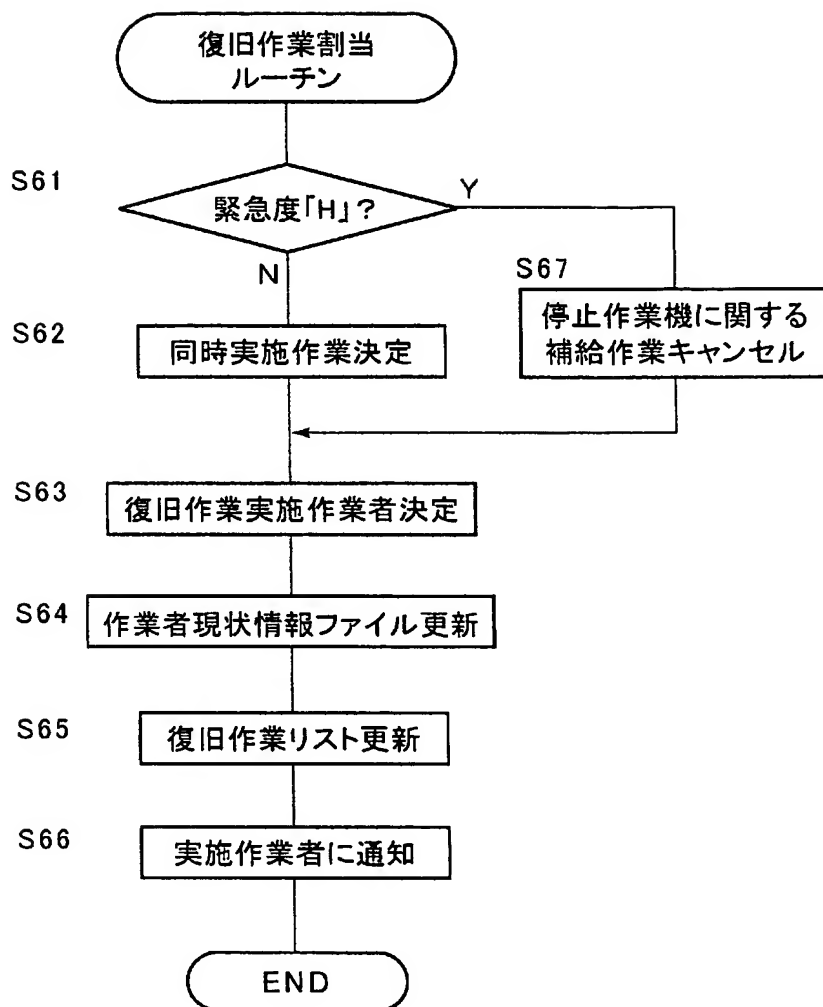 復旧作業割当
ルーチン
S61
緊急度「H」?
Y
N
S67
停止作業機に関する
補給作業キャンセル
S62
同時実施作業決定
S63
復旧作業実施作業者決定
S64
作業者現状情報ファイル更新
S65
復旧作業リスト更新
S66
実施作業者に通知
END